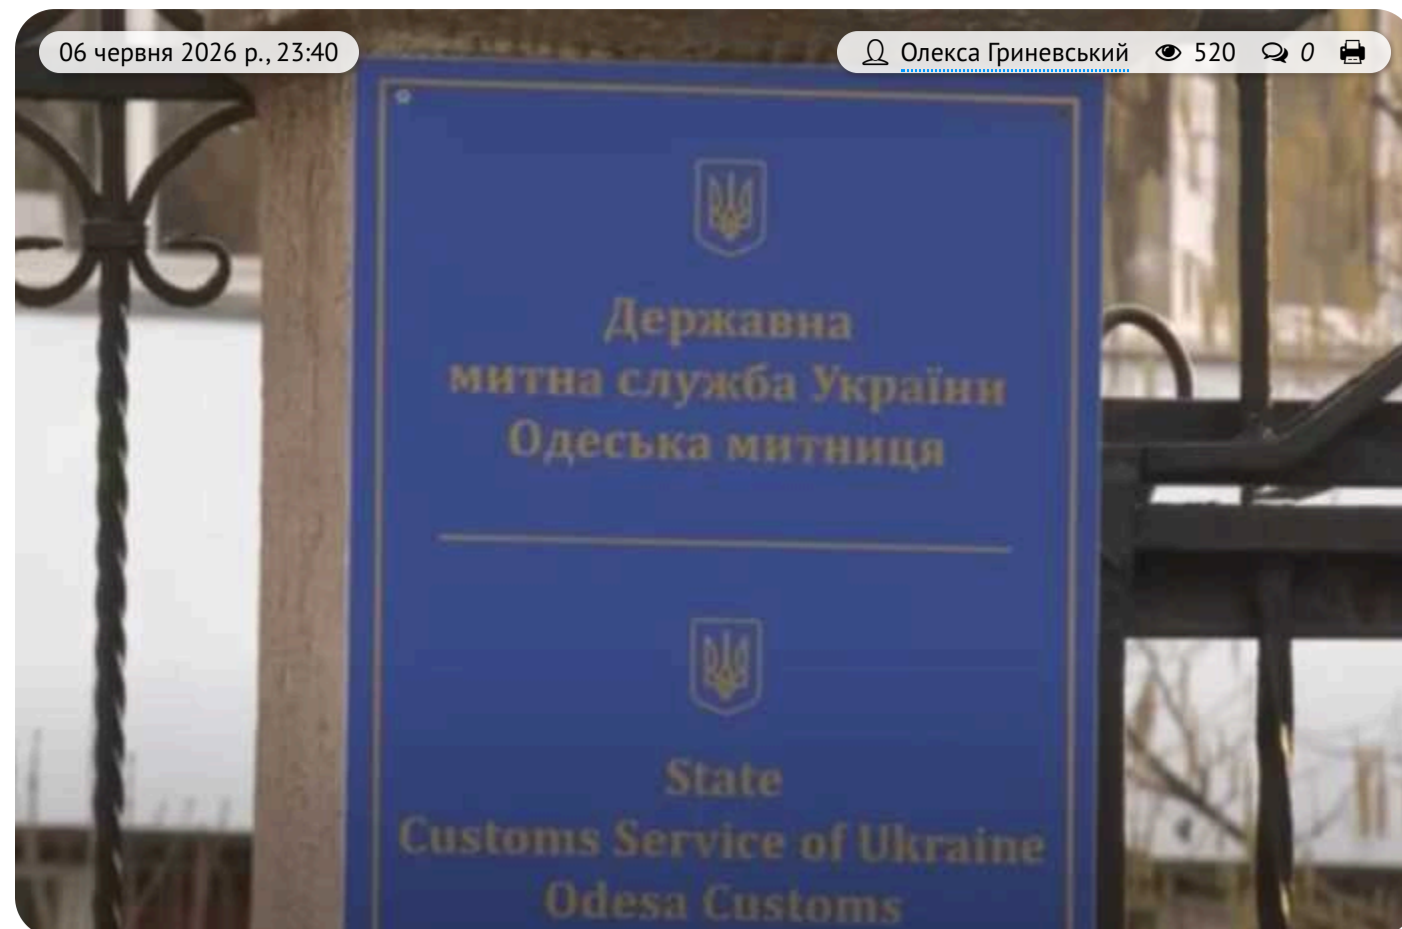 06 червня 2026 р., 23:40
Олекса Гриневський 520 0
Державна
митна служба України
Одеська митниця
State
Customs Service of Ukraine
Odesa Customs